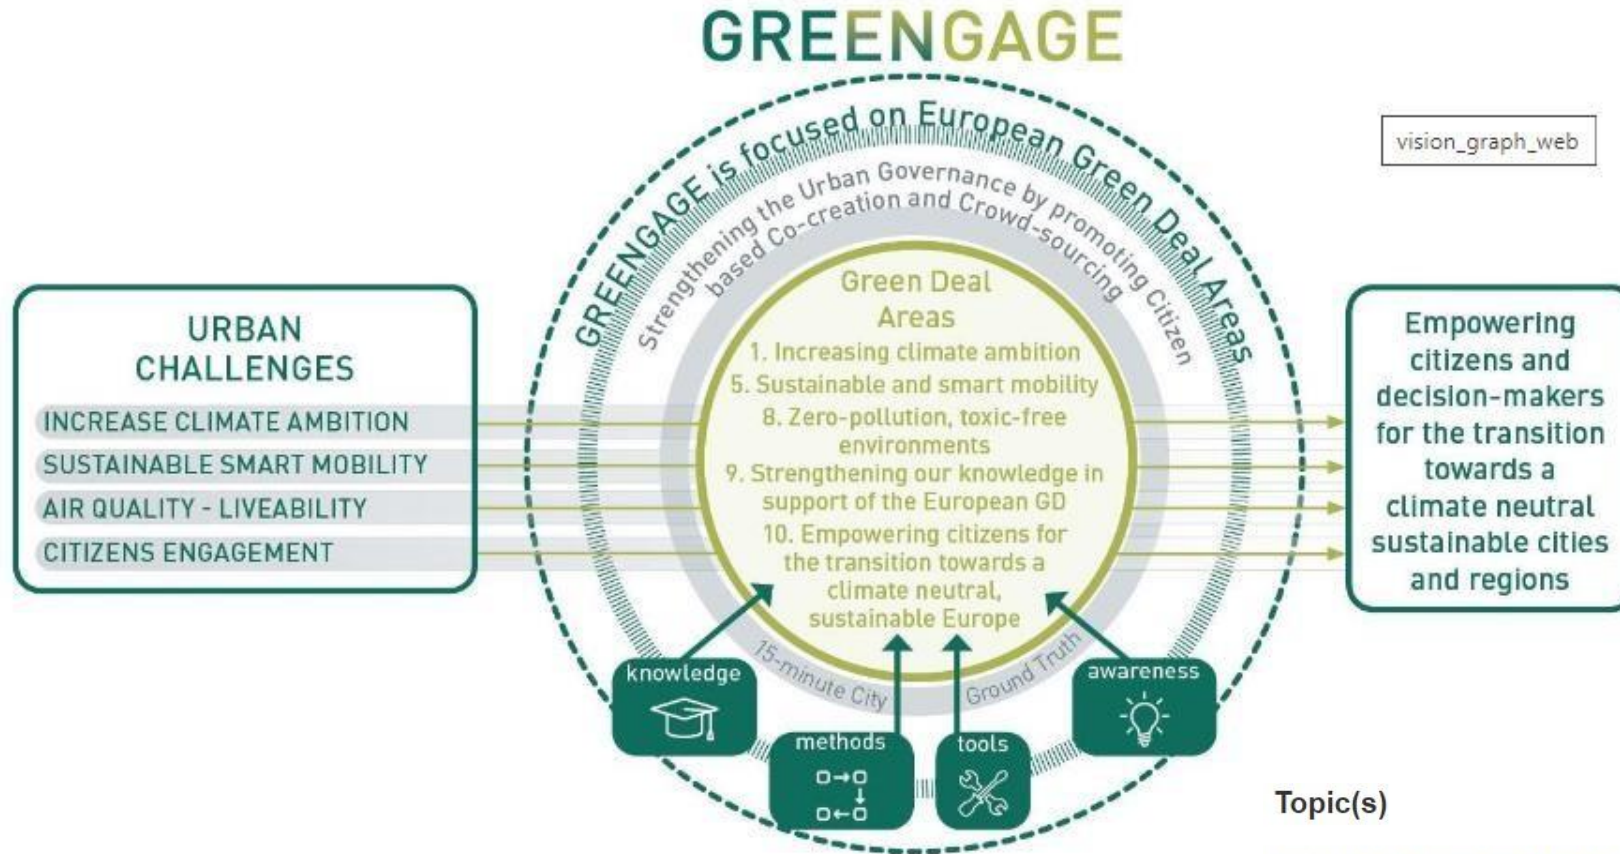 GREENGAGE
vision_graph_web
GREENGAGE is focused on European Green Deal Areas
Strengthening the Urban Governance by promoting Citizen
based Co-creation and Crowd-sourcing
URBAN
CHALLENGES
INCREASE CLIMATE AMBITION
SUSTAINABLE SMART MOBILITY
AIR QUALITY - LIVEABILITY
CITIZENS ENGAGEMENT
Green Deal
Areas
1. Increasing climate ambition
5. Sustainable and smart mobility
8. Zero-pollution, toxic-free
environments
9. Strengthening our knowledge in
support of the European GD
10. Empowering citizens for
the transition towards a
climate neutral,
sustainable Europe
15-minute City
Ground Truth
Empowering
citizens and
decision-makers
for the transition
towards a
climate neutral
sustainable cities
and regions
knowledge
methods
tools
awareness
Topic(s)